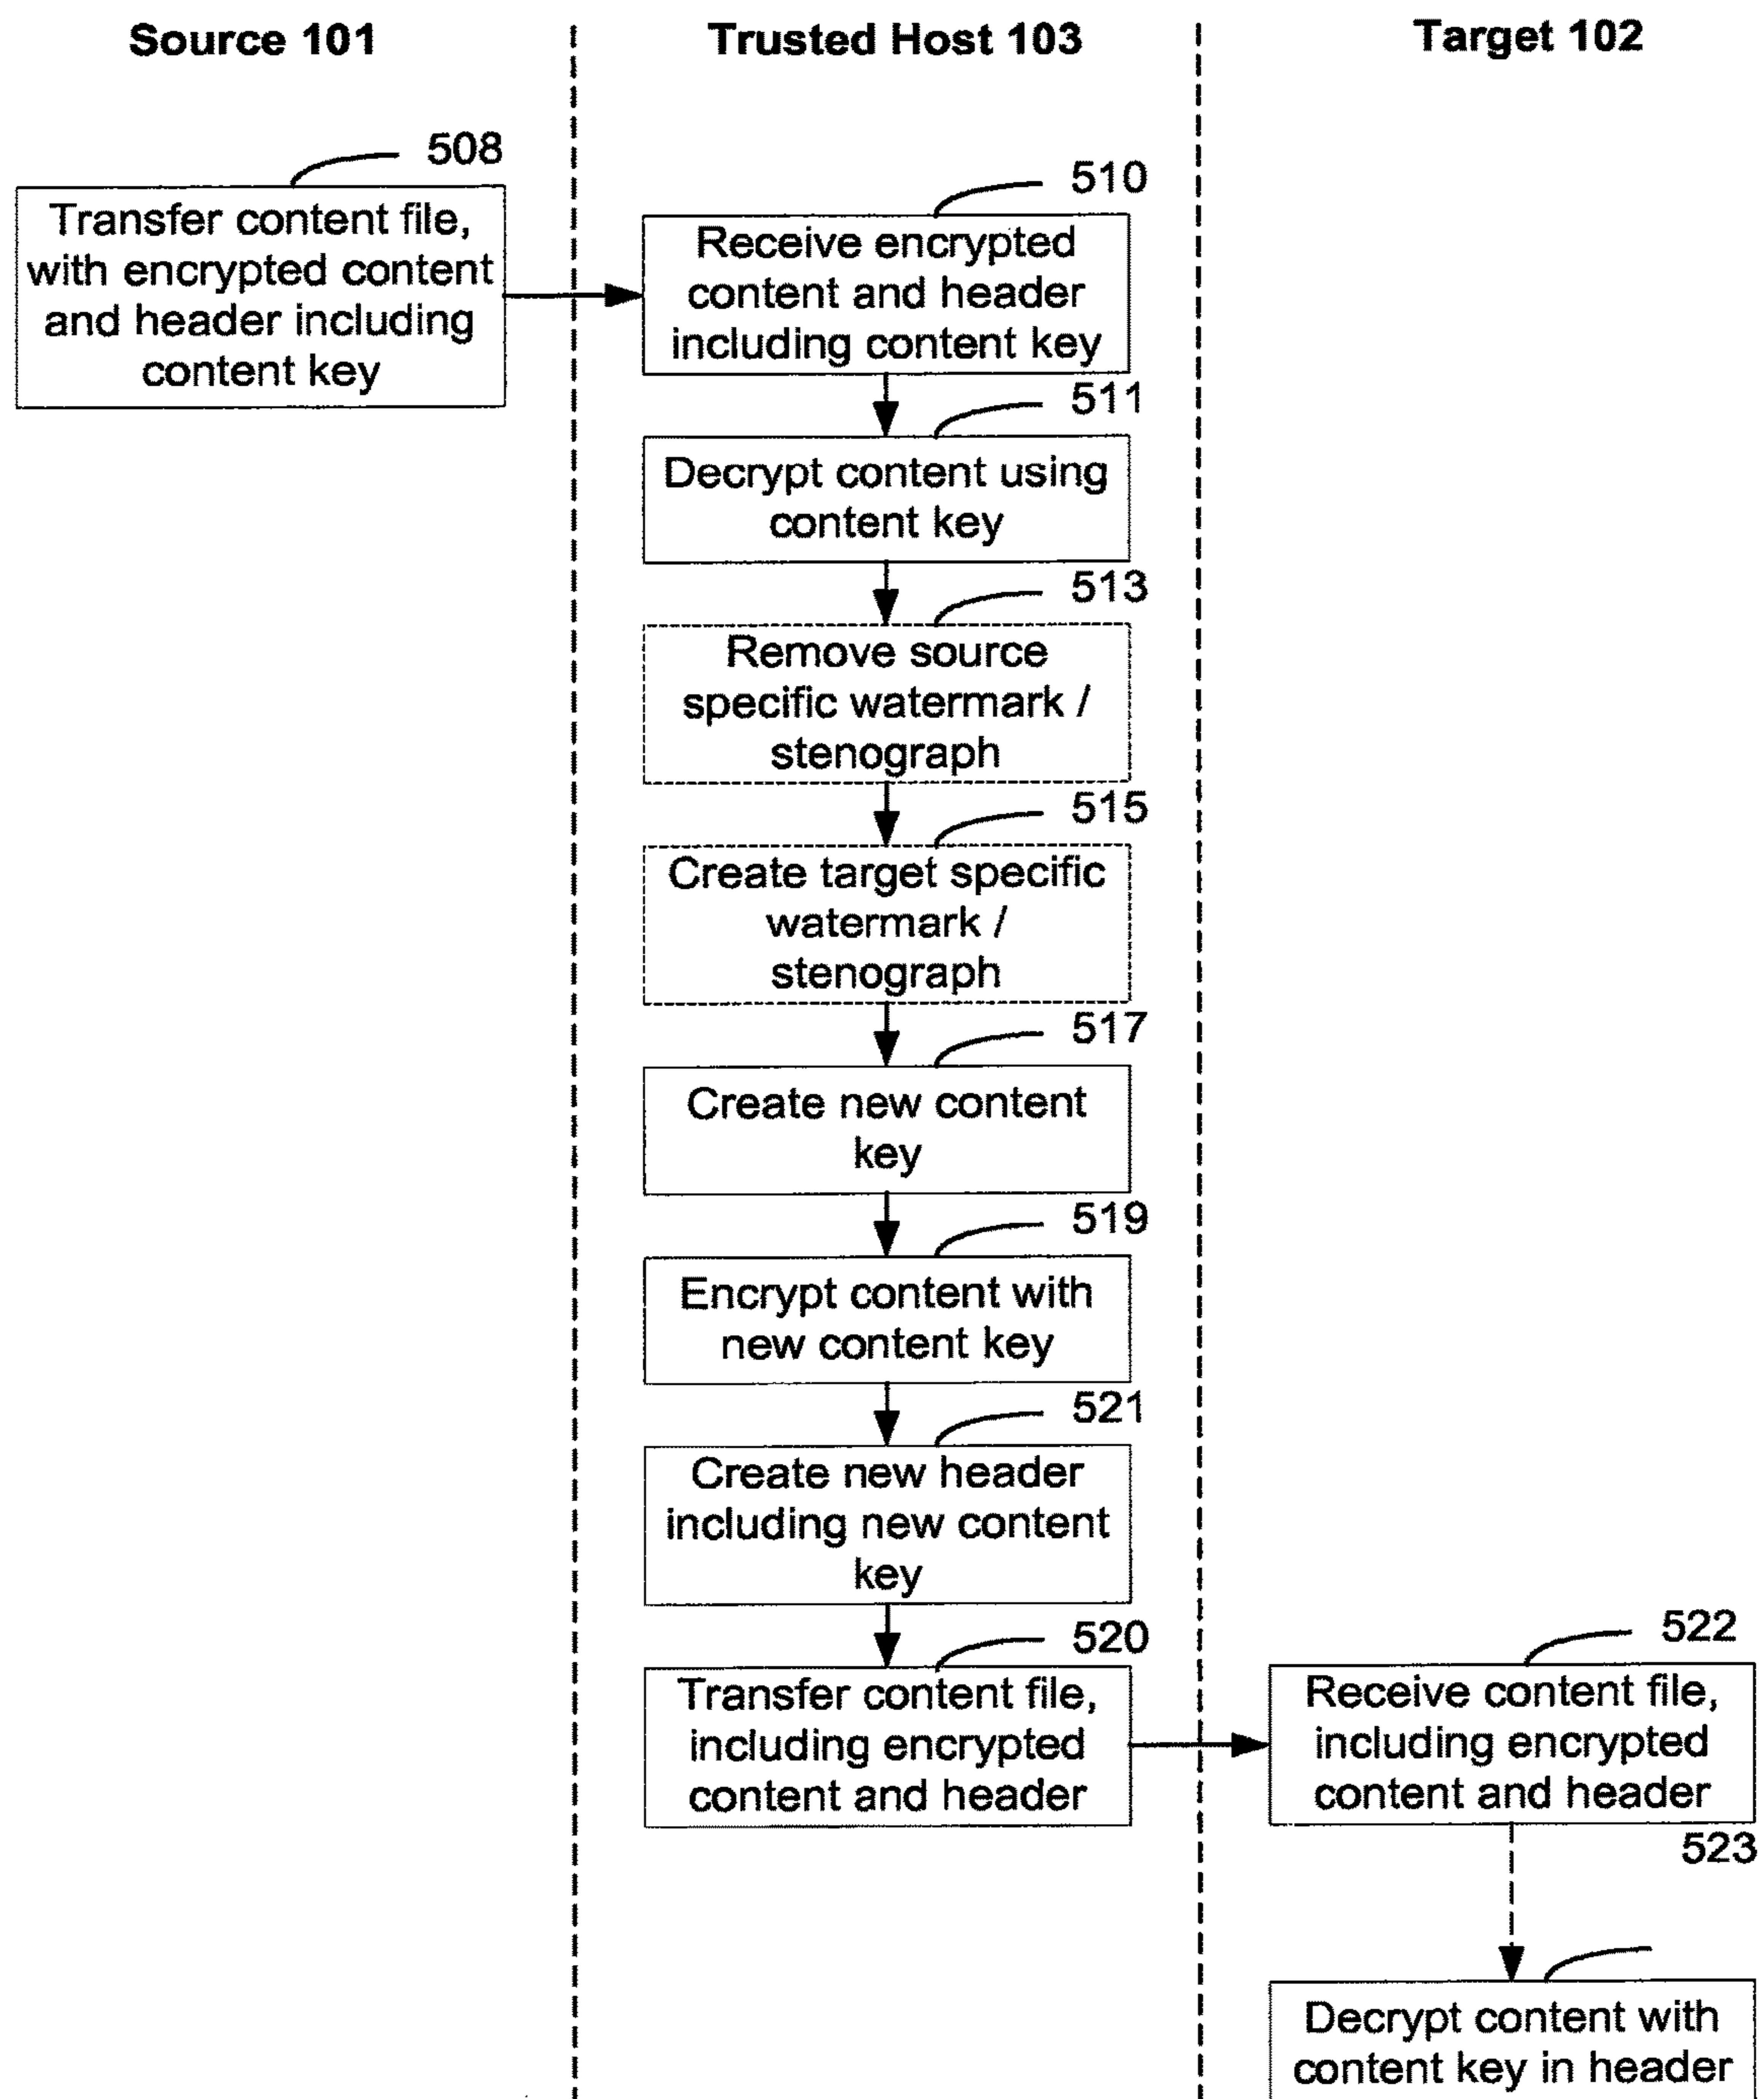 Source 101
Trusted Host 103
Target 102
508
Transfer content file,
with encrypted content
and header including
content key
510
Receive encrypted
content and header
including content key
511
Decrypt content using
content key
513
Remove source
specific watermark /
stenograph
515
Create target specific
watermark /
stenograph
517
Create new content
key
519
Encrypt content with
new content key
521
Create new header
including new content
key
520
Transfer content file,
including encrypted
content and header
522
Receive content file,
including encrypted
content and header
523
Decrypt content with
content key in header